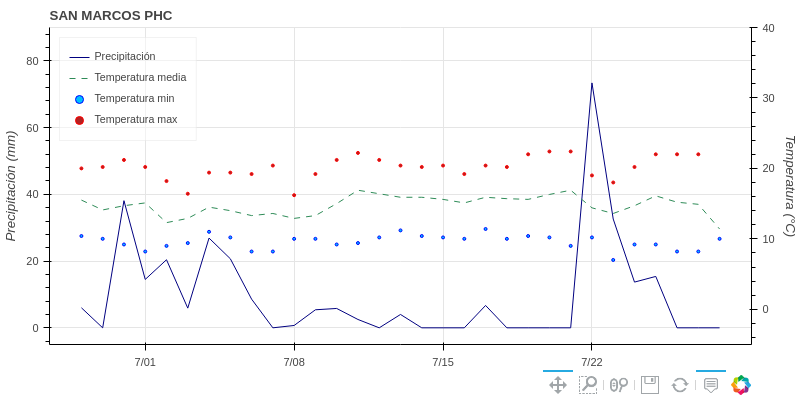 SAN MARCOS PHC
Precipitación
Temperatura media
Temperatura min
Temperatura max
Precipitación (mm)
80
60
40
20
0
Temperatura (°C)
40
30
20
10
0
7/01
7/08
7/15
7/22